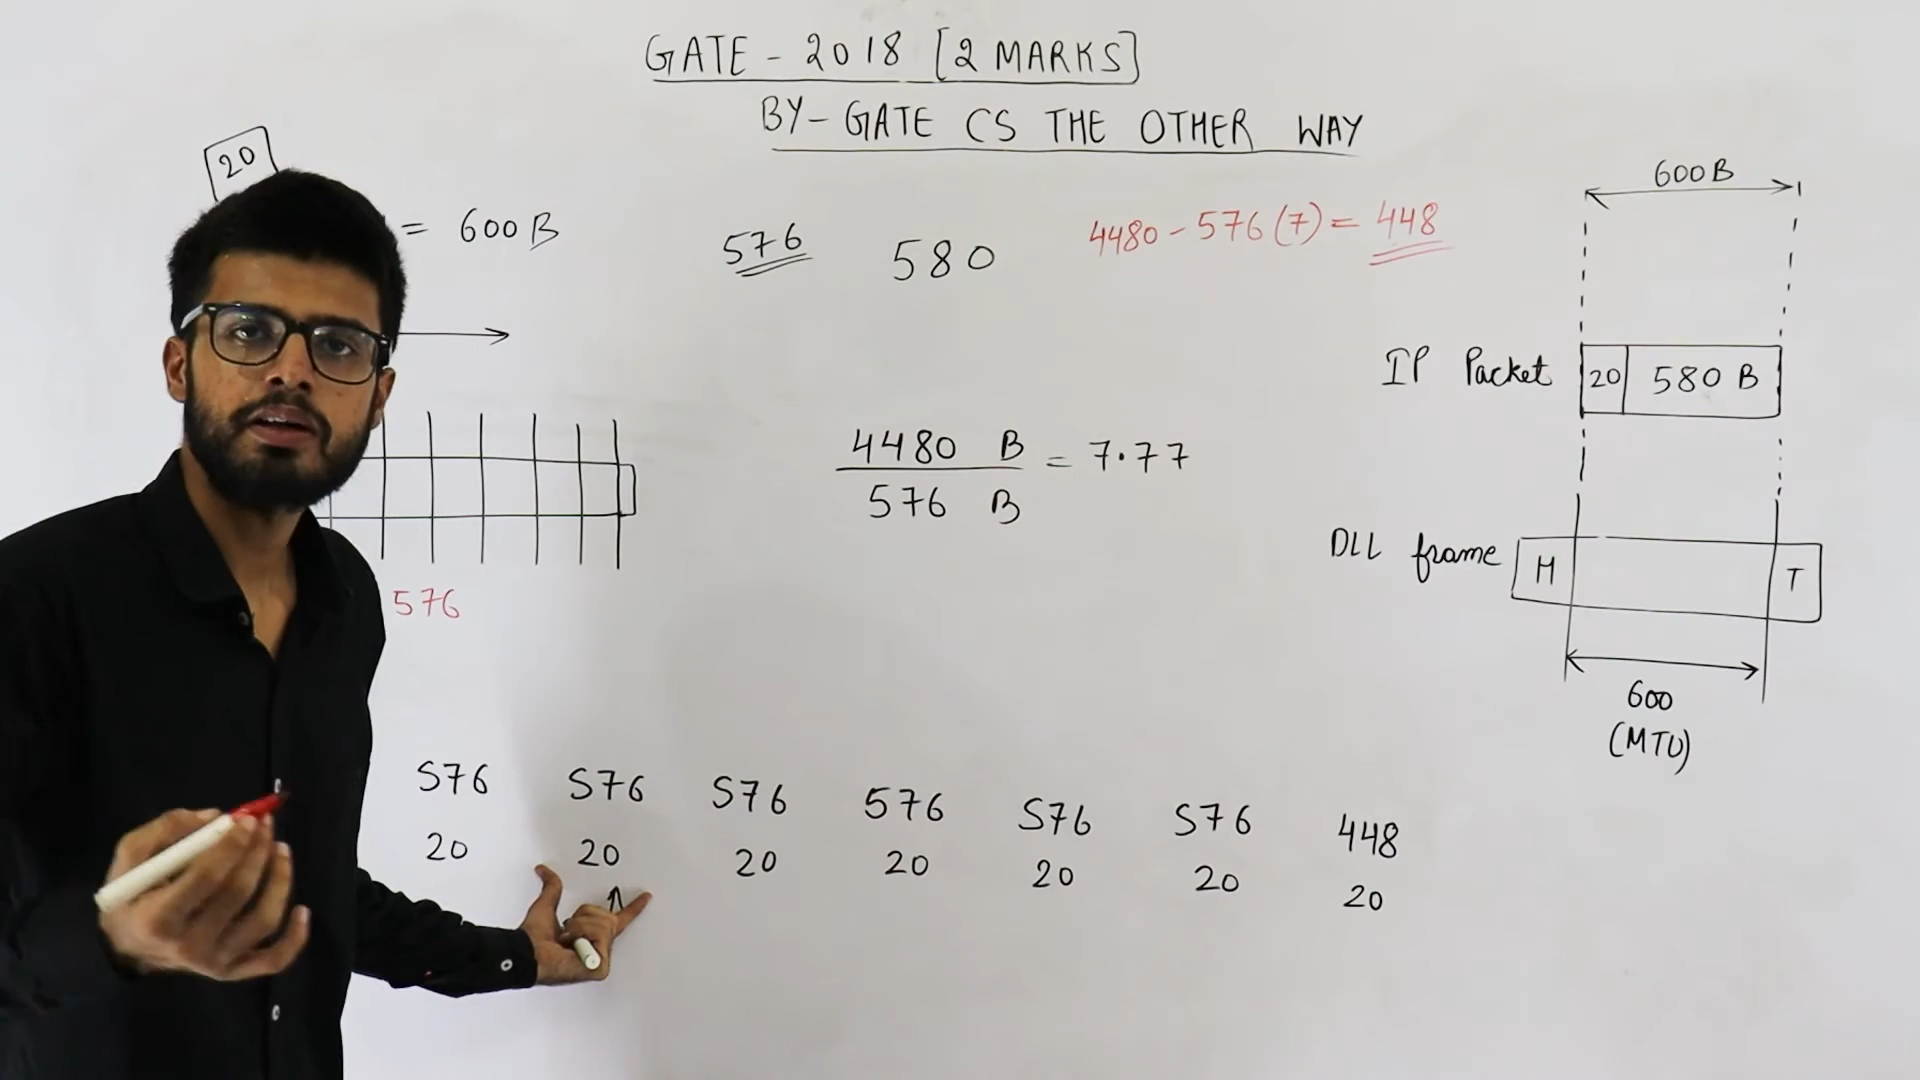 GATE - 2018 [2 MARKS]
BY- GATE CS THE OTHER WAY
20
= 600B
576
580
4480 - 576(7) = 448
600B
IP Packet
20
580 B
4480 B
576 B
= 7.77
DLL frame
H
T
576
600
(MTU)
576 576 576 576 576 576 448
20 20 20 20 20 20 20